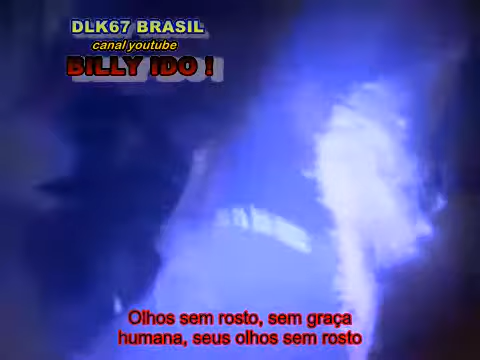 DLK67 BRASIL
canal youtube
BILLY IDO !
Olhos sem rosto, sem graça
humana, seus olhos sem rosto